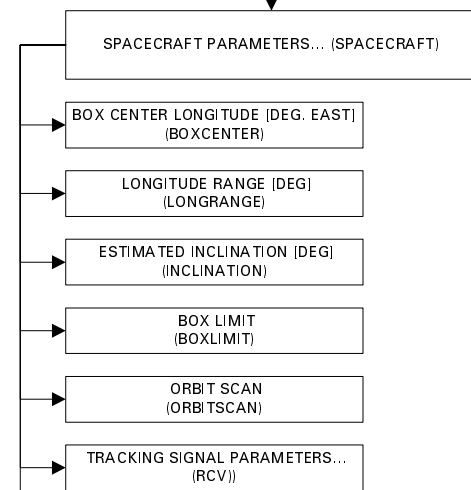 SPACECRAFT PARAMETERS... (SPACECRAFT)
BOX CENTER LONGITUDE [DEG. EAST]
(BOXCENTER)
LONGITUDE RANGE [DEG]
(LONGRANGE)
ESTIMATED INCLINATION [DEG]
(INCLINATION)
BOX LIMIT
(BOXLIMIT)
ORBIT SCAN
(ORBITSCAN)
TRACKING SIGNAL PARAMETERS...
(RCV))